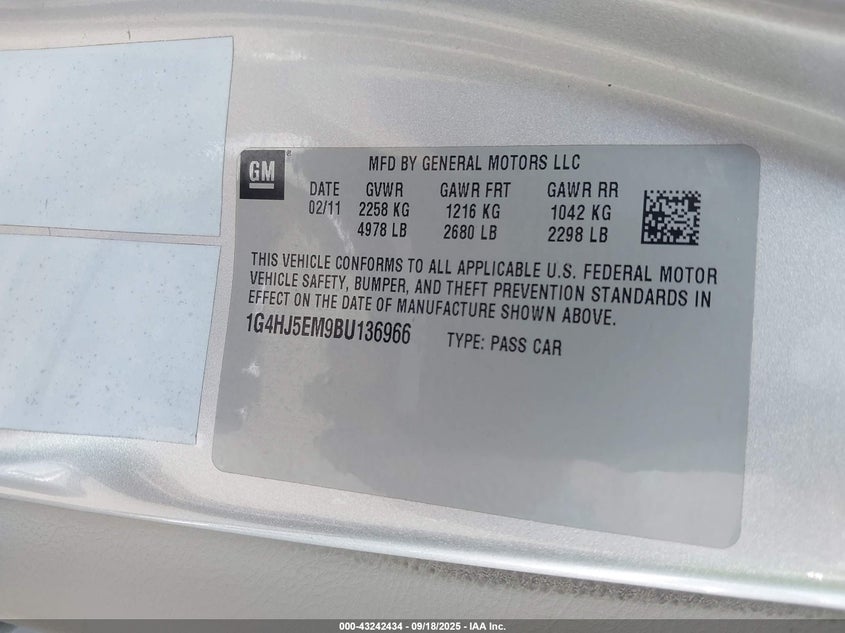 GM
MFD BY GENERAL MOTORS LLC
DATE GVWR GAWR FRT GAWR RR
02/11 2258 KG 1216 KG 1042 KG
4978 LB 2680 LB 2298 LB
THIS VEHICLE CONFORMS TO ALL APPLICABLE U.S. FEDERAL MOTOR
VEHICLE SAFETY, BUMPER, AND THEFT PREVENTION STANDARDS IN
EFFECT ON THE DATE OF MANUFACTURE SHOWN ABOVE.
1G4HJ5EM9BU136966 TYPE: PASS CAR
000-43242434 - 09/18/2025 - IAA Inc.